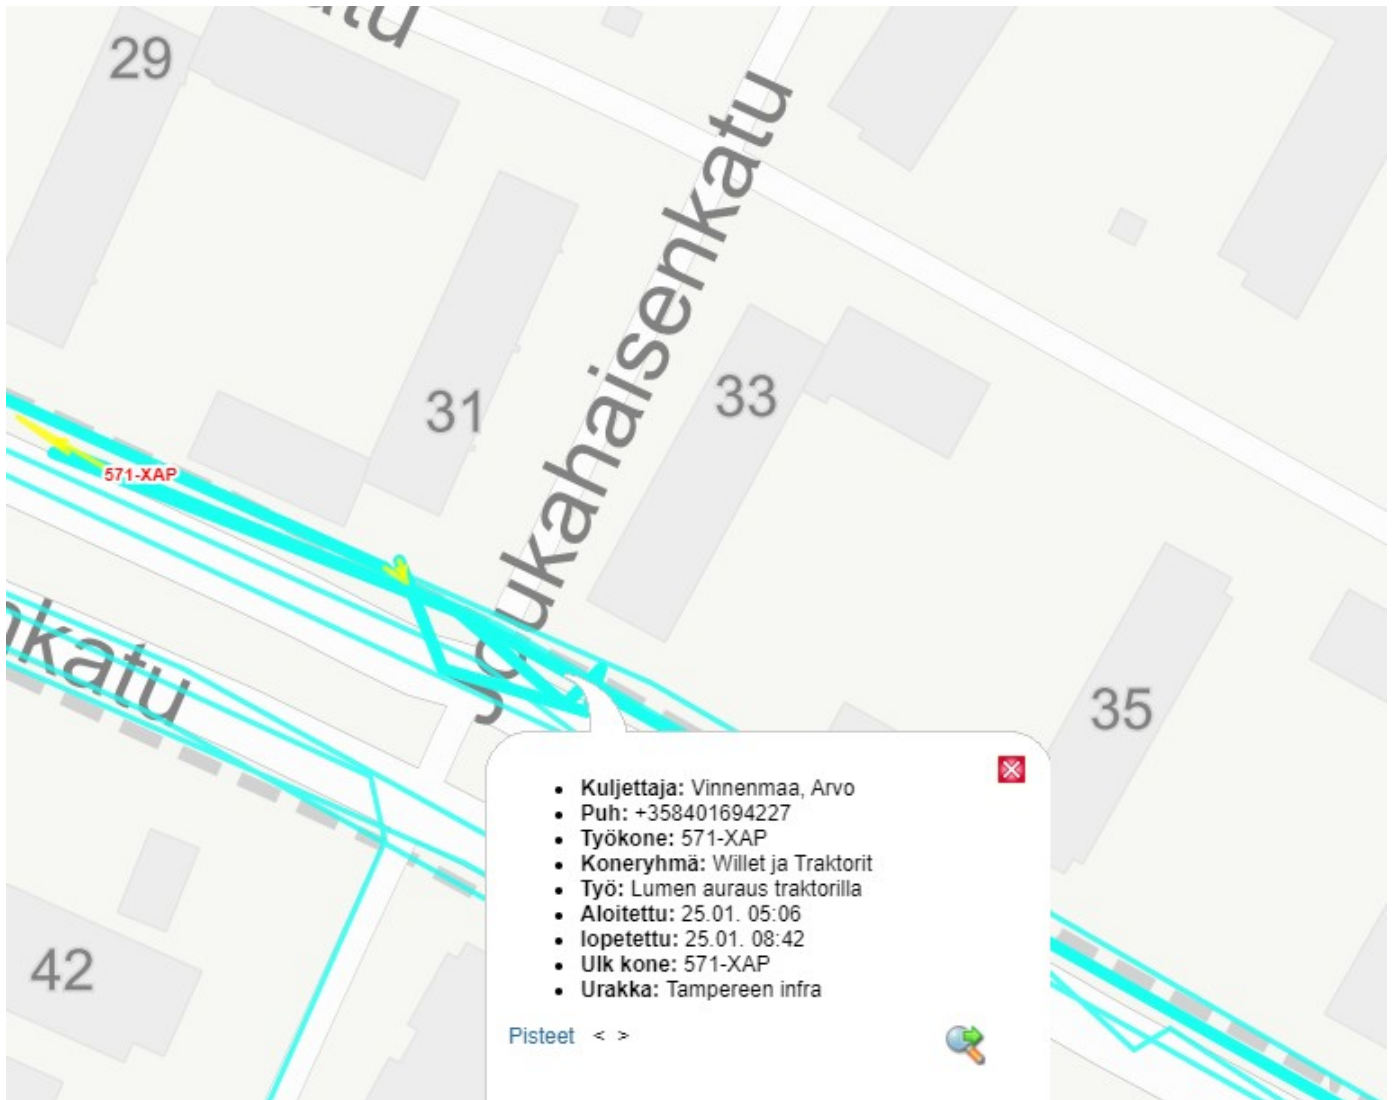 29
31
Joukahaisenkatu
33
571-XAP
35
42
Kuljettaja: Vinnenmaa, Arvo
Puh: +358401694227
Työkone: 571-XAP
Koneryhmä: Willet ja Traktorit
Työ: Lumen auraus traktorilla
Aloitettu: 25.01. 05:06
lopetettu: 25.01. 08:42
Ulk kone: 571-XAP
Urakka: Tampereen infra
Pisteet < >